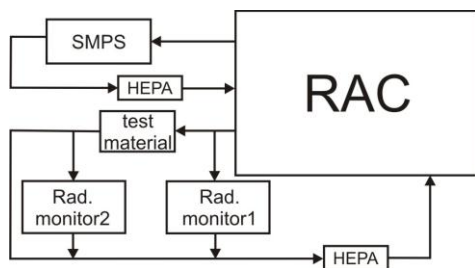 SMPS
HEPA
RAC
test
material
Rad.
monitor2
Rad.
monitor1
HEPA